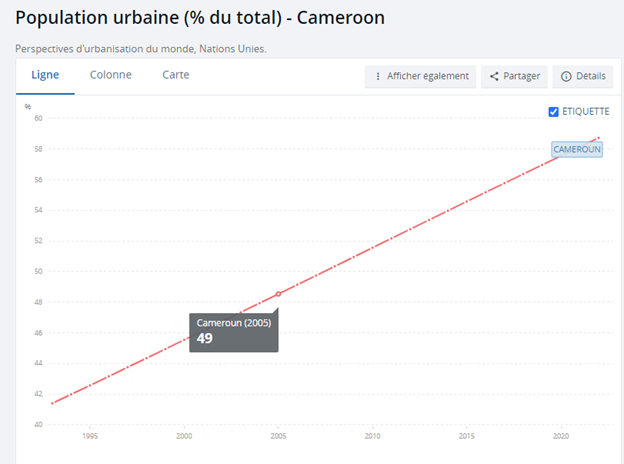 Population urbaine (% du total) - Cameroon
Perspectives d'urbanisation du monde, Nations Unies.
Ligne Colonne Carte Afficher également Partager Details
% ÉTIQUETTE
60
58 CAMEROUN
56
54
52
50
48
Cameroun (2005)
49
46
44
42
40
1995 2000 2005 2010 2015 2020